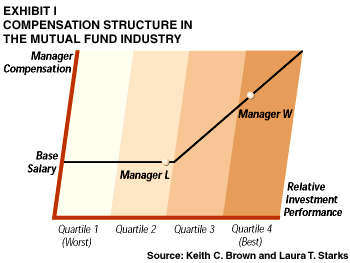 EXHIBIT I
COMPENSATION STRUCTURE IN
THE MUTUAL FUND INDUSTRY
Manager
Compensation
Manager W
Base
Salary
Manager L
Relative
Investment
Performance
Quartile 1
(Worst)
Quartile 2
Quartile 3
Quartile 4
(Best)
Source: Keith C. Brown and Laura T. Starks